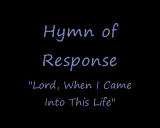 Hymn of
Response
"Lord, When I Came
Into This Life"